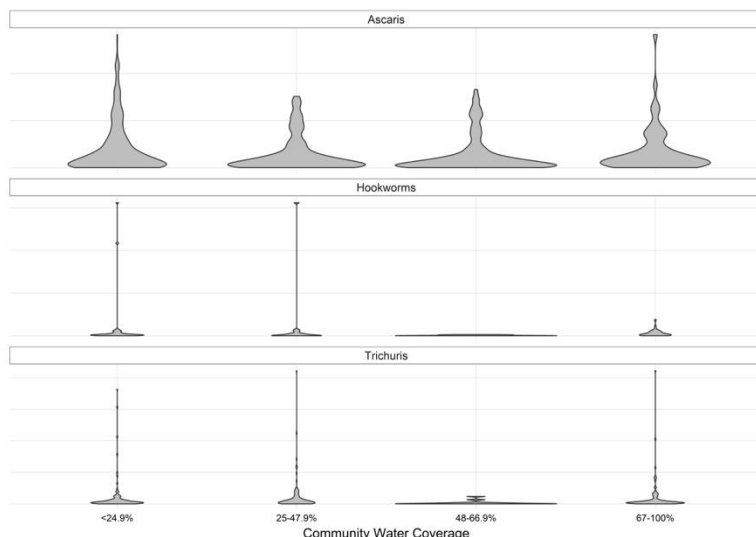 Ascaris
Hookworms
Trichuris
<24.9%
25-47.9%
48-66.9%
67-100%
Community Water Coverage